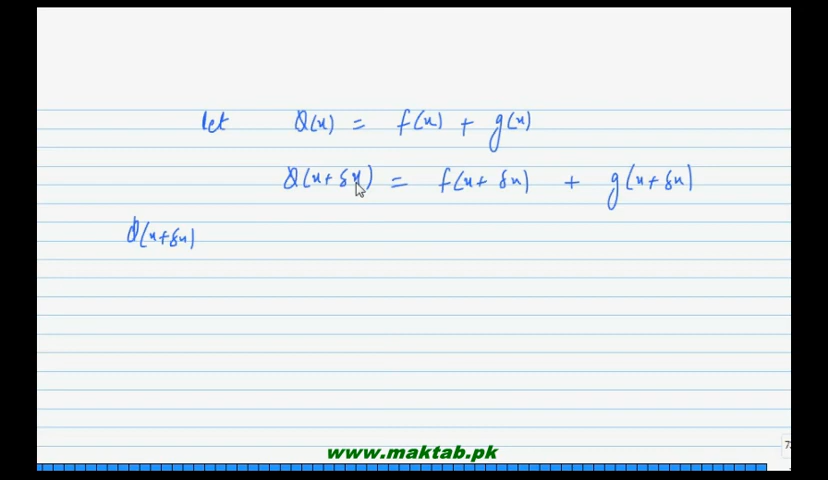 let Q(x) = f(x) + g(x)
Q(x+δx) = f(x+δx) + g(x+δx)
Q(x+δx)
www.maktab.pk